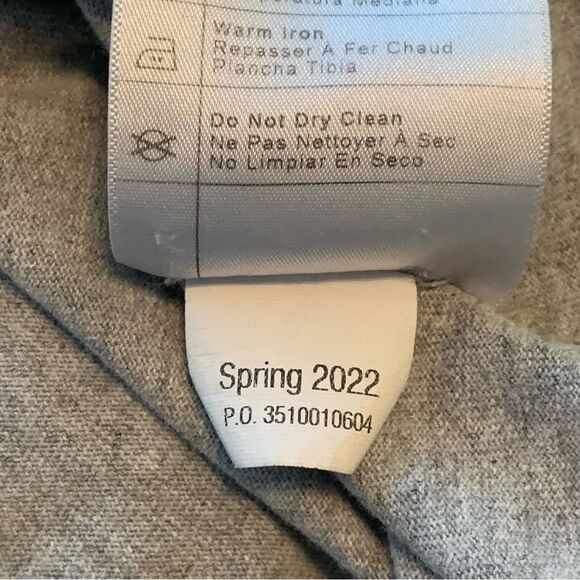 Warm Iron
Repasser À Fer Chaud
Plancha Tibia
Do Not Dry Clean
Ne Pas Nettoyer À Sec
No Limpiar En Seco
Spring 2022
P.O. 3510010604